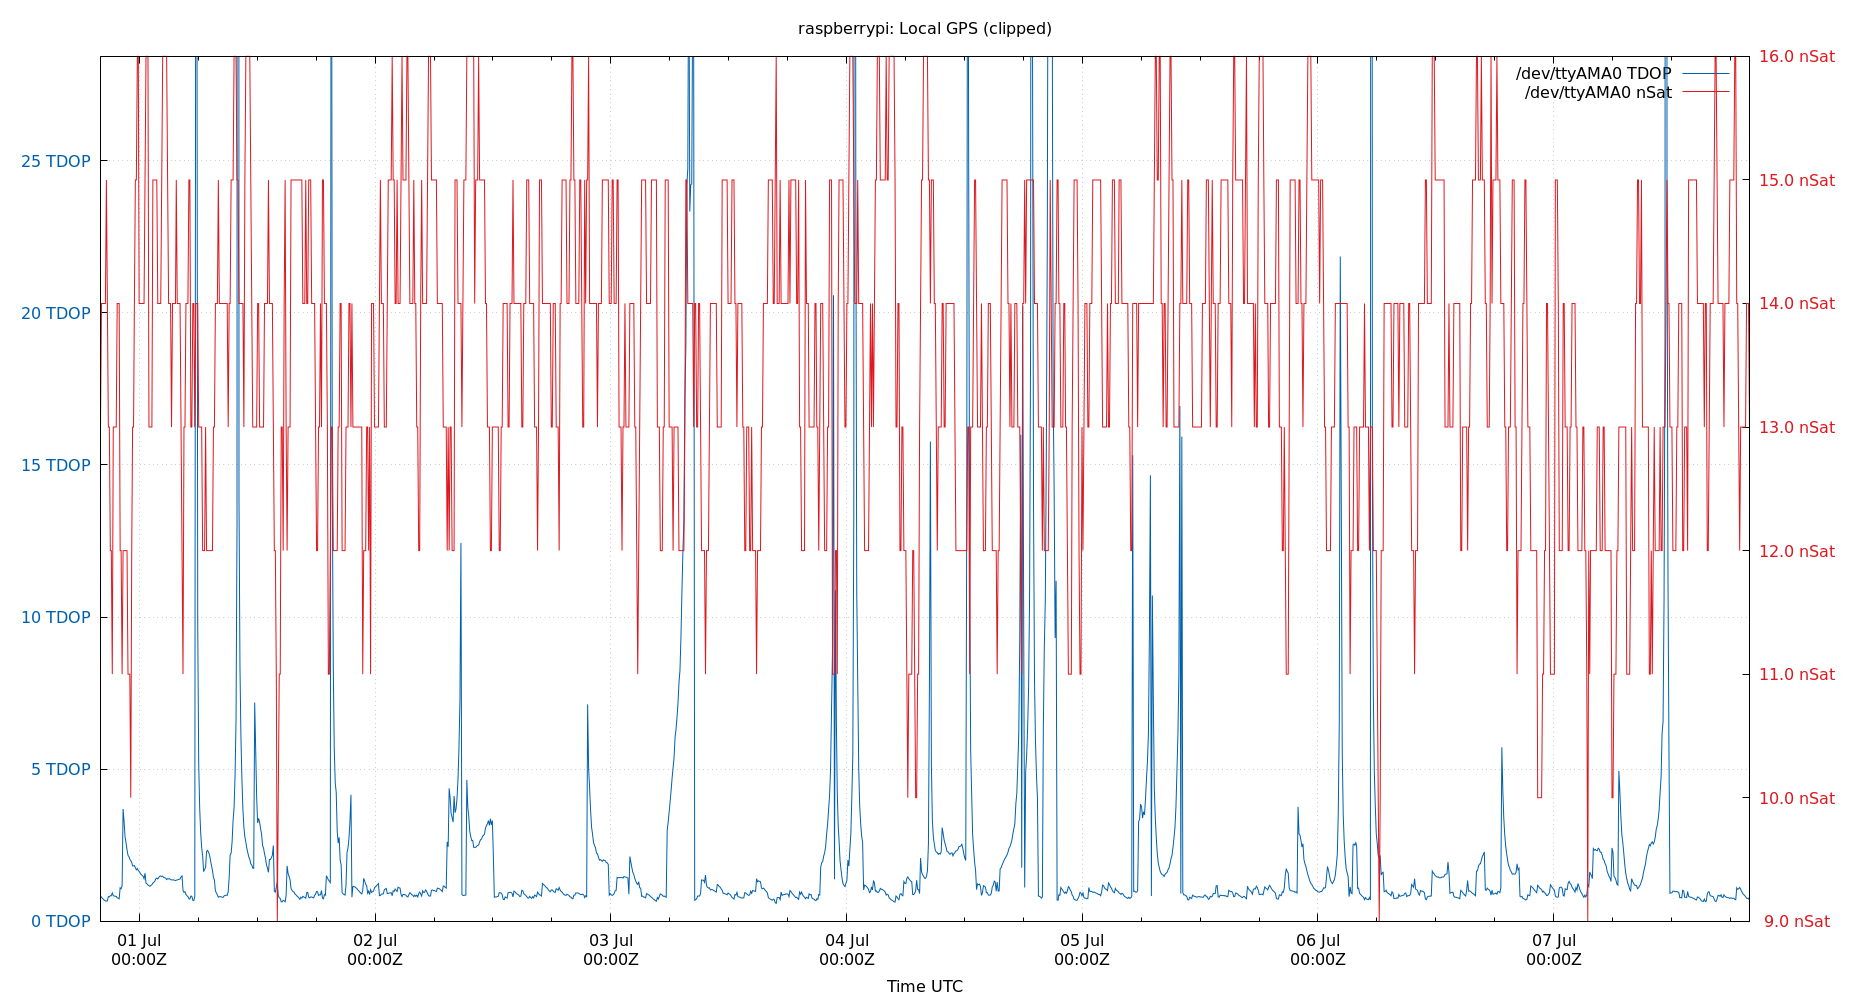 raspberrypi: Local GPS (clipped)
/dev/ttyAMA0 TDOP
/dev/ttyAMA0 nSat
25 TDOP
20 TDOP
15 TDOP
10 TDOP
5 TDOP
0 TDOP
16.0 nSat
15.0 nSat
14.0 nSat
13.0 nSat
12.0 nSat
11.0 nSat
10.0 nSat
9.0 nSat
01 Jul 02 Jul 03 Jul 04 Jul 05 Jul 06 Jul 07 Jul
00:00Z 00:00Z 00:00Z 00:00Z 00:00Z 00:00Z 00:00Z
Time UTC